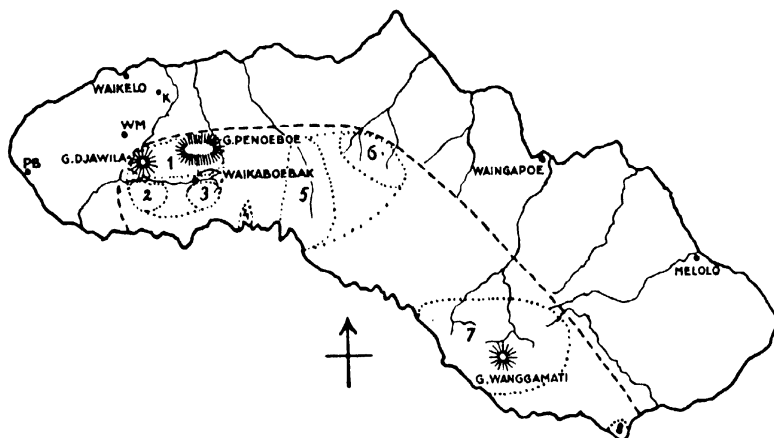 WAIKELO
K
WM
G.DJAWILA
1
G.PENOEBOE
6
PB
WAIKABOEBAK
WAINGAPOE
2
3
4
5
MELOLO
7
G.WANGGAMATI
8